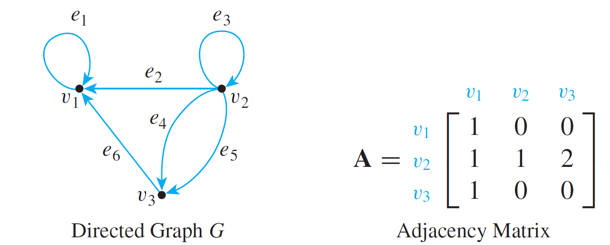 e1 e3
e2
v1 v2
e4
e6 e5
v3
Directed Graph G
v1 v2 v3
v1 1 0 0
A = v2 1 1 2
v3 1 0 0
Adjacency Matrix